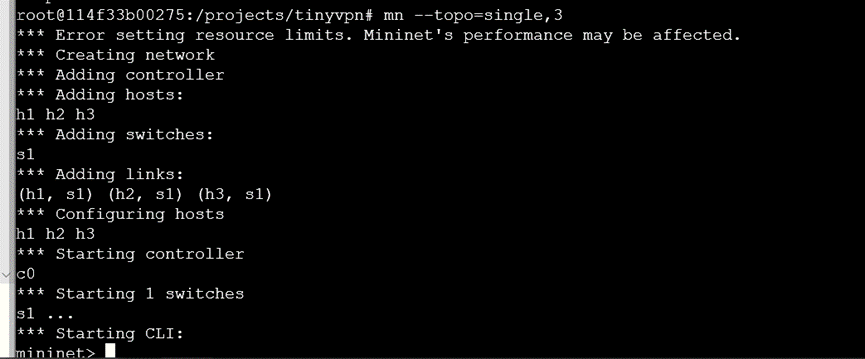 root@114f33b00275:/projects/tinyvpn# mn --topo=single,3
*** Error setting resource limits. Mininet's performance may be affected.
*** Creating network
*** Adding controller
*** Adding hosts:
h1 h2 h3
*** Adding switches:
s1
*** Adding links:
(h1, s1) (h2, s1) (h3, s1)
*** Configuring hosts
h1 h2 h3
*** Starting controller
c0
*** Starting 1 switches
s1 ...
*** Starting CLI:
mininet>